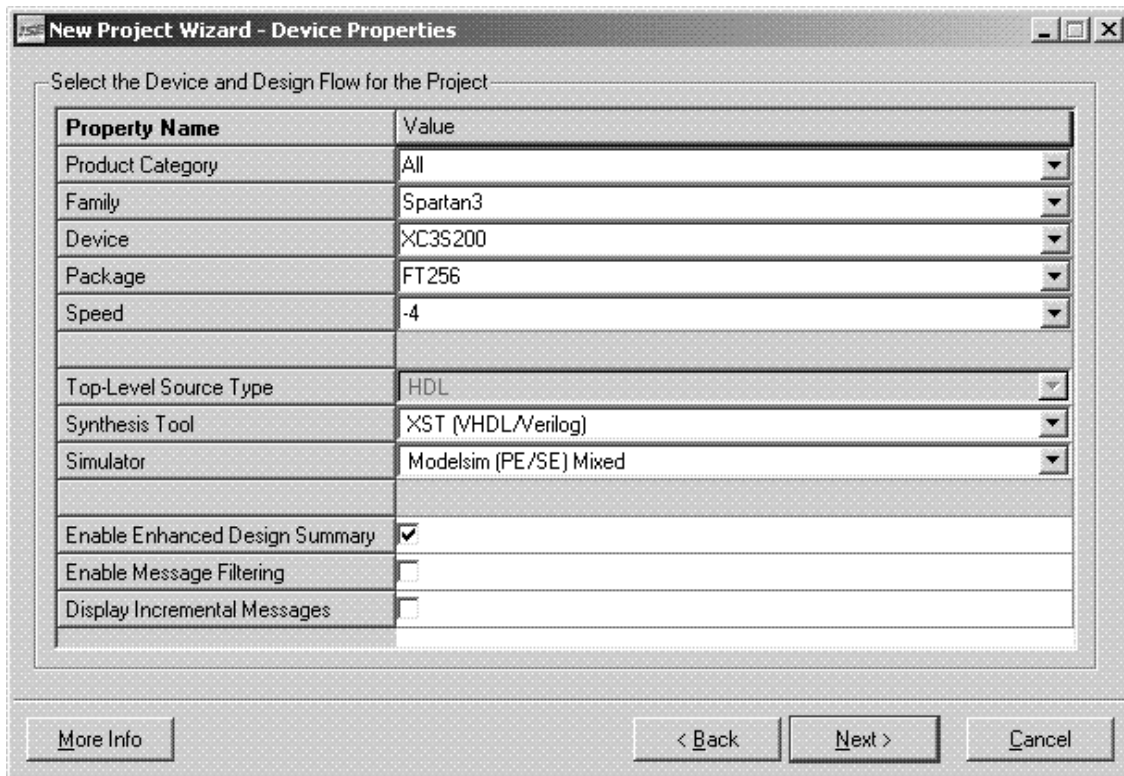 New Project Wizard - Device Properties
Select the Device and Design Flow for the Project
Property Name Value
Product Category All
Family Spartan3
Device XC3S200
Package FT256
Speed -4
Top-Level Source Type HDL
Synthesis Tool XST (VHDL/Verilog)
Simulator Modelsim (PE/SE) Mixed
Enable Enhanced Design Summary
Enable Message Filtering
Display Incremental Messages
More Info < Back Next > Cancel